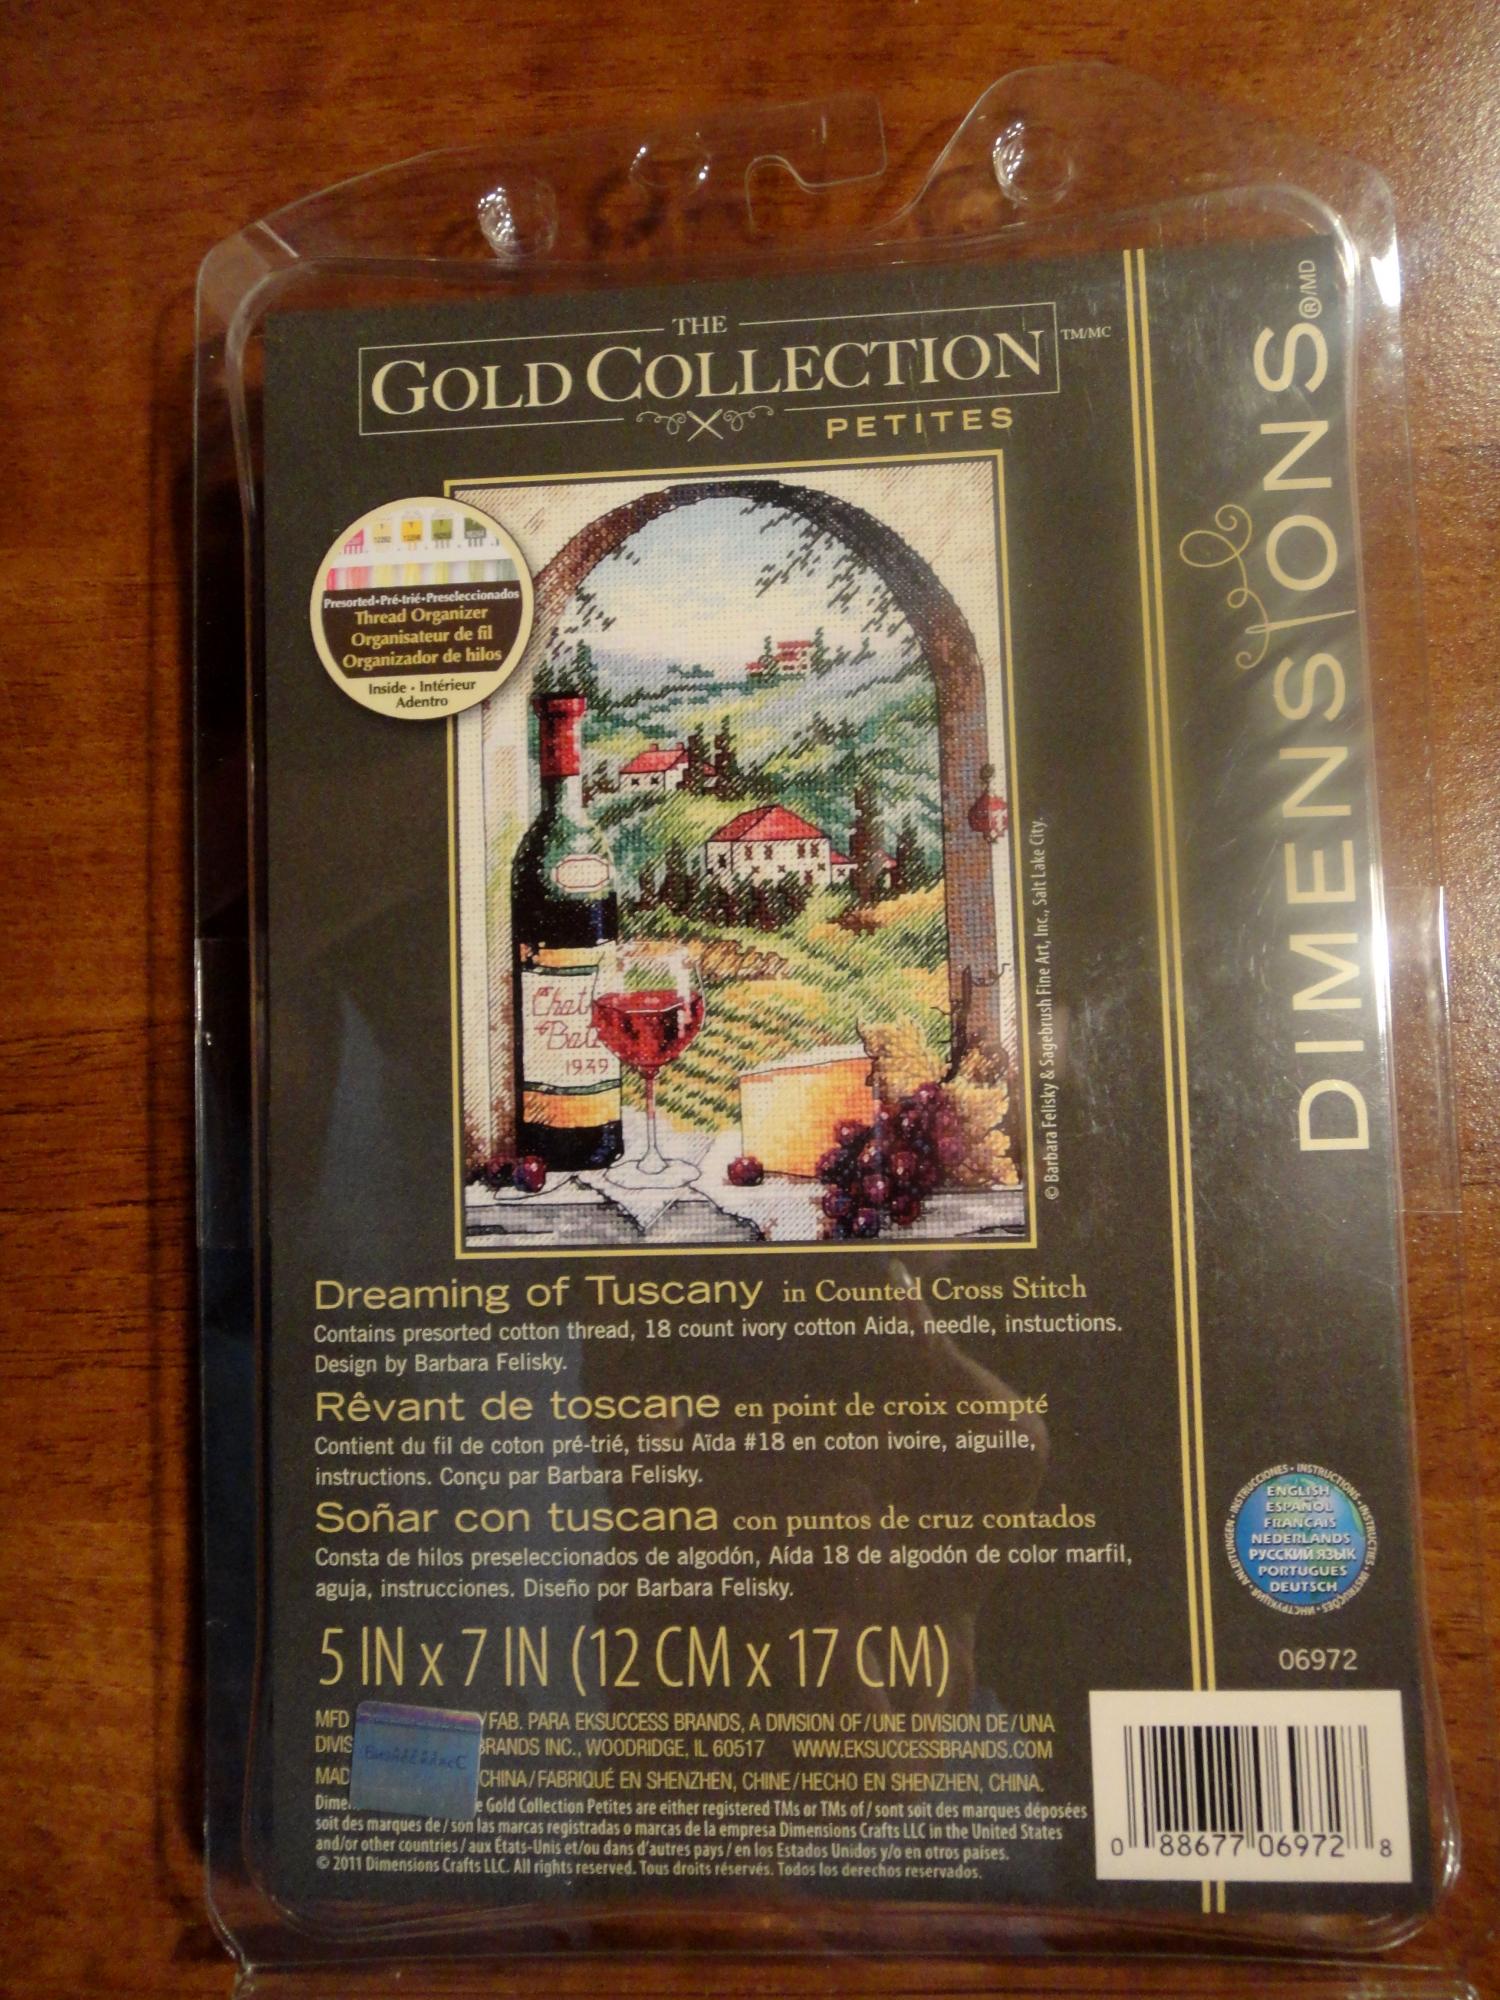 THE
GOLD COLLECTION TM/MC
PETITES
DIMENSIONS®/MD
Presorted•Pré-trié•Preseleccionados
Thread Organizer
Organisateur de fil
Organizador de hilos
Inside • Intérieur
Adentro
1939
© Barbara Felisky & Sagebrush Fine Art, Inc., Salt Lake City.
Dreaming of Tuscany in Counted Cross Stitch
Contains presorted cotton thread, 18 count ivory cotton Aida, needle, instuctions.
Design by Barbara Felisky.
Rêvant de toscane en point de croix compté
Contient du fil de coton pré-trié, tissu Aïda #18 en coton ivoire, aiguille,
instructions. Conçu par Barbara Felisky.
Soñar con tuscana con puntos de cruz contados
Consta de hilos preseleccionados de algodón, Aída 18 de algodón de color marfil,
aguja, instrucciones. Diseño por Barbara Felisky.
5 IN x 7 IN (12 CM x 17 CM)
MFD /FAB. PARA EKSUCCESS BRANDS, A DIVISION OF/UNE DIVISION DE/UNA
DIVIS BRANDS INC., WOODRIDGE, IL 60517 WWW.EKSUCCESSBRANDS.COM
MAD CHINA/FABRIQUÉ EN SHENZHEN, CHINE/HECHO EN SHENZHEN, CHINA.
Dime e Gold Collection Petites are either registered TMs or TMs of/sont soit des marques déposées
soit des marques de/son las marcas registradas o marcas de la empresa Dimensions Crafts LLC in the United States
and/or other countries/aux États-Unis et/ou dans d'autres pays/en los Estados Unidos y/o en otros países.
© 2011 Dimensions Crafts LLC. All rights reserved. Tous droits réservés. Todos los derechos reservados.
INSTRUCCIONES • INSTRUCTIONS • INSTRUCTIES • INSTRUÇÕES • ИНСТРУКЦИЯ • ANLEITUNGEN
ENGLISH
ESPAÑOL
FRANÇAIS
NEDERLANDS
РУССКИЙ ЯЗЫК
PORTUGUES
DEUTSCH
06972
0 88677 06972 8